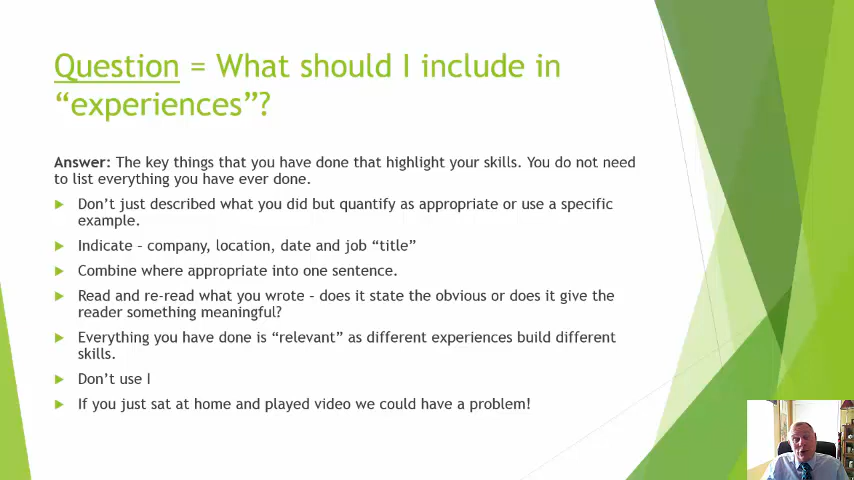 Question = What should I include in
“experiences”?
Answer: The key things that you have done that highlight your skills. You do not need
to list everything you have ever done.
Don’t just described what you did but quantify as appropriate or use a specific
example.
Indicate – company, location, date and job “title”
Combine where appropriate into one sentence.
Read and re-read what you wrote – does it state the obvious or does it give the
reader something meaningful?
Everything you have done is “relevant” as different experiences build different
skills.
Don’t use I
If you just sat at home and played video we could have a problem!